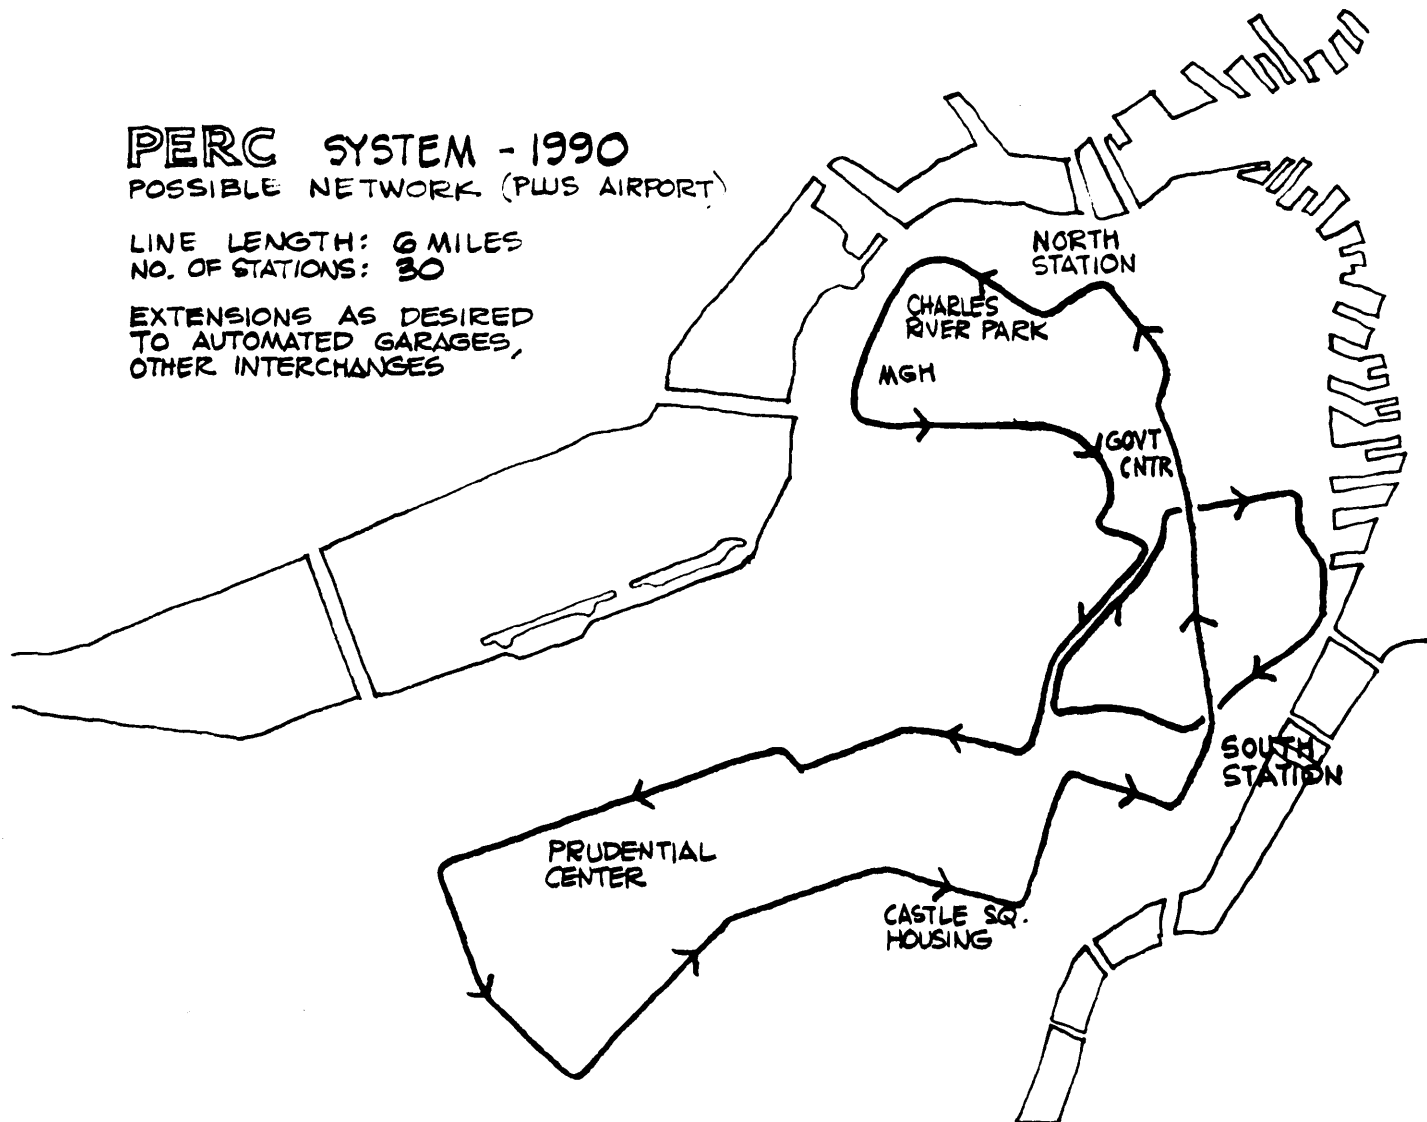 PERC SYSTEM - 1990
POSSIBLE NETWORK (PLUS AIRPORT)
LINE LENGTH: 6 MILES
NO. OF STATIONS: 30
EXTENSIONS AS DESIRED
TO AUTOMATED GARAGES,
OTHER INTERCHANGES
NORTH
STATION
CHARLES
RIVER PARK
MGH
GOVT
CNTR
SOUTH
STATION
PRUDENTIAL
CENTER
CASTLE SQ.
HOUSING